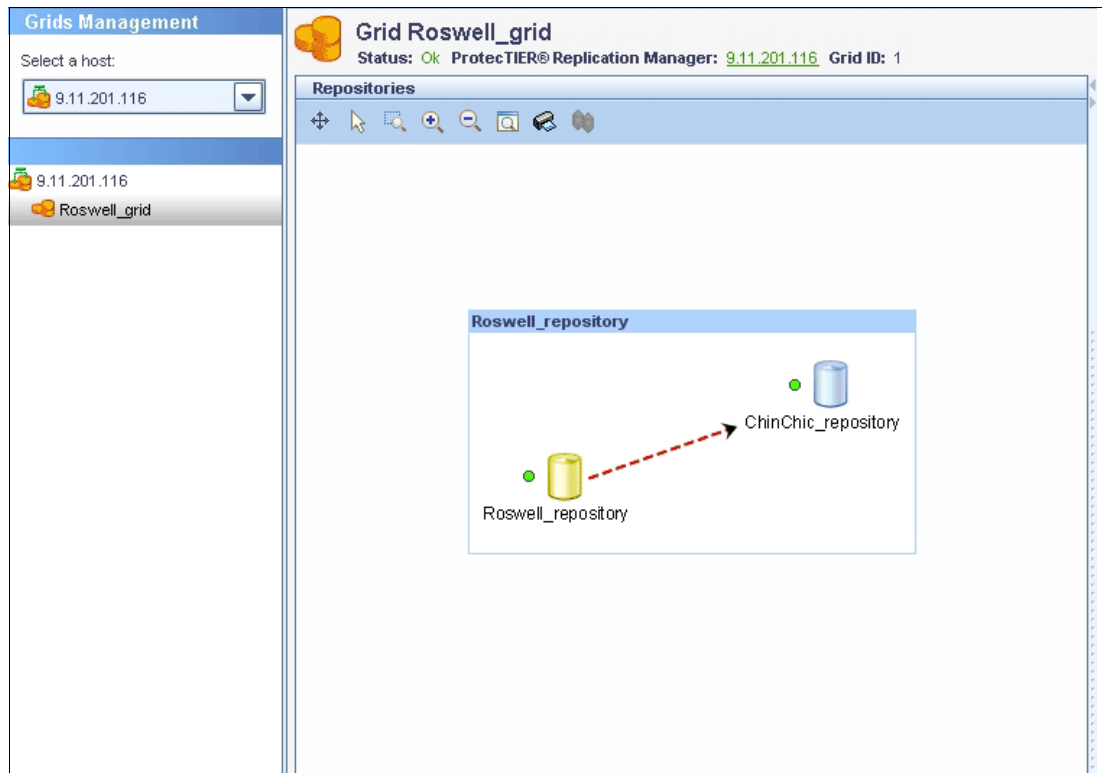 Grids Management
Select a host:
9.11.201.116
9.11.201.116
Roswell_grid
Grid Roswell_grid
Status: Ok ProtecTIER® Replication Manager: 9.11.201.116 Grid ID: 1
Repositories
Roswell_repository
ChinChic_repository
Roswell_repository